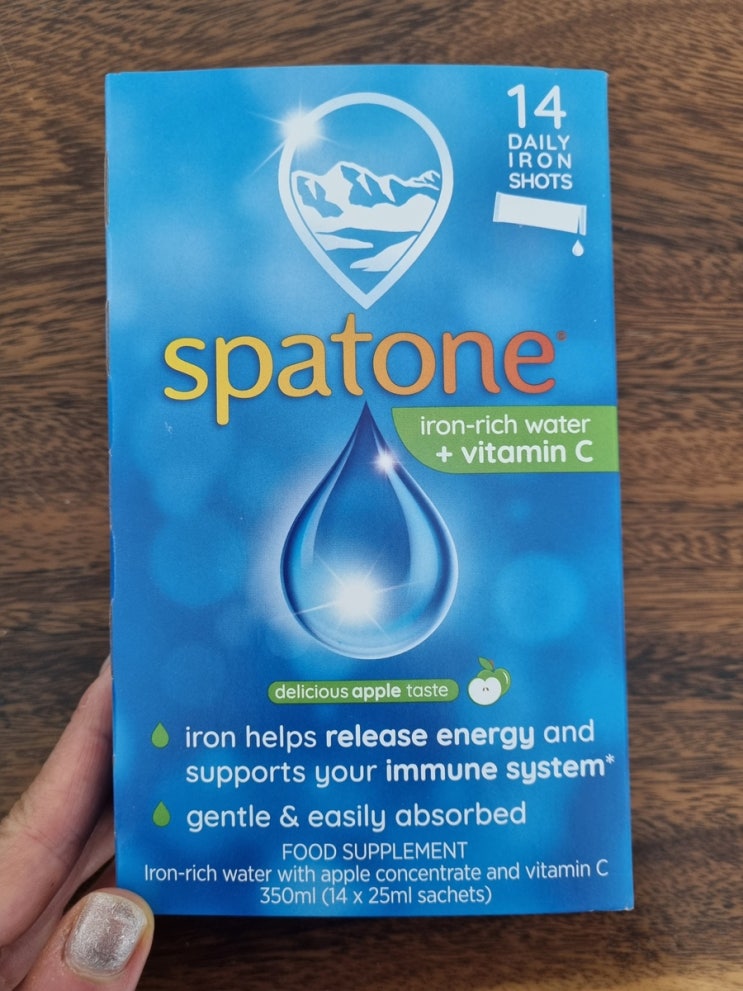 14
DAILY
IRON
SHOTS
spatone®
iron-rich water
+ vitamin C
delicious apple taste
iron helps release energy and
supports your immune system*
gentle & easily absorbed
FOOD SUPPLEMENT
Iron-rich water with apple concentrate and vitamin C
350ml (14 x 25ml sachets)